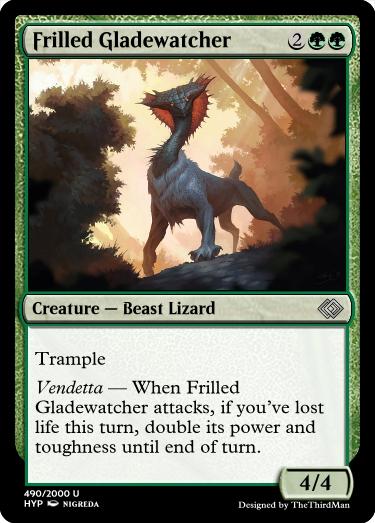 Frilled Gladewatcher 2
Creature — Beast Lizard
Trample
Vendetta — When Frilled
Gladewatcher attacks, if you've lost
life this turn, double its power and
toughness until end of turn.
4/4
490/2000 U
HYP NIGREDA
Designed by TheThirdMan